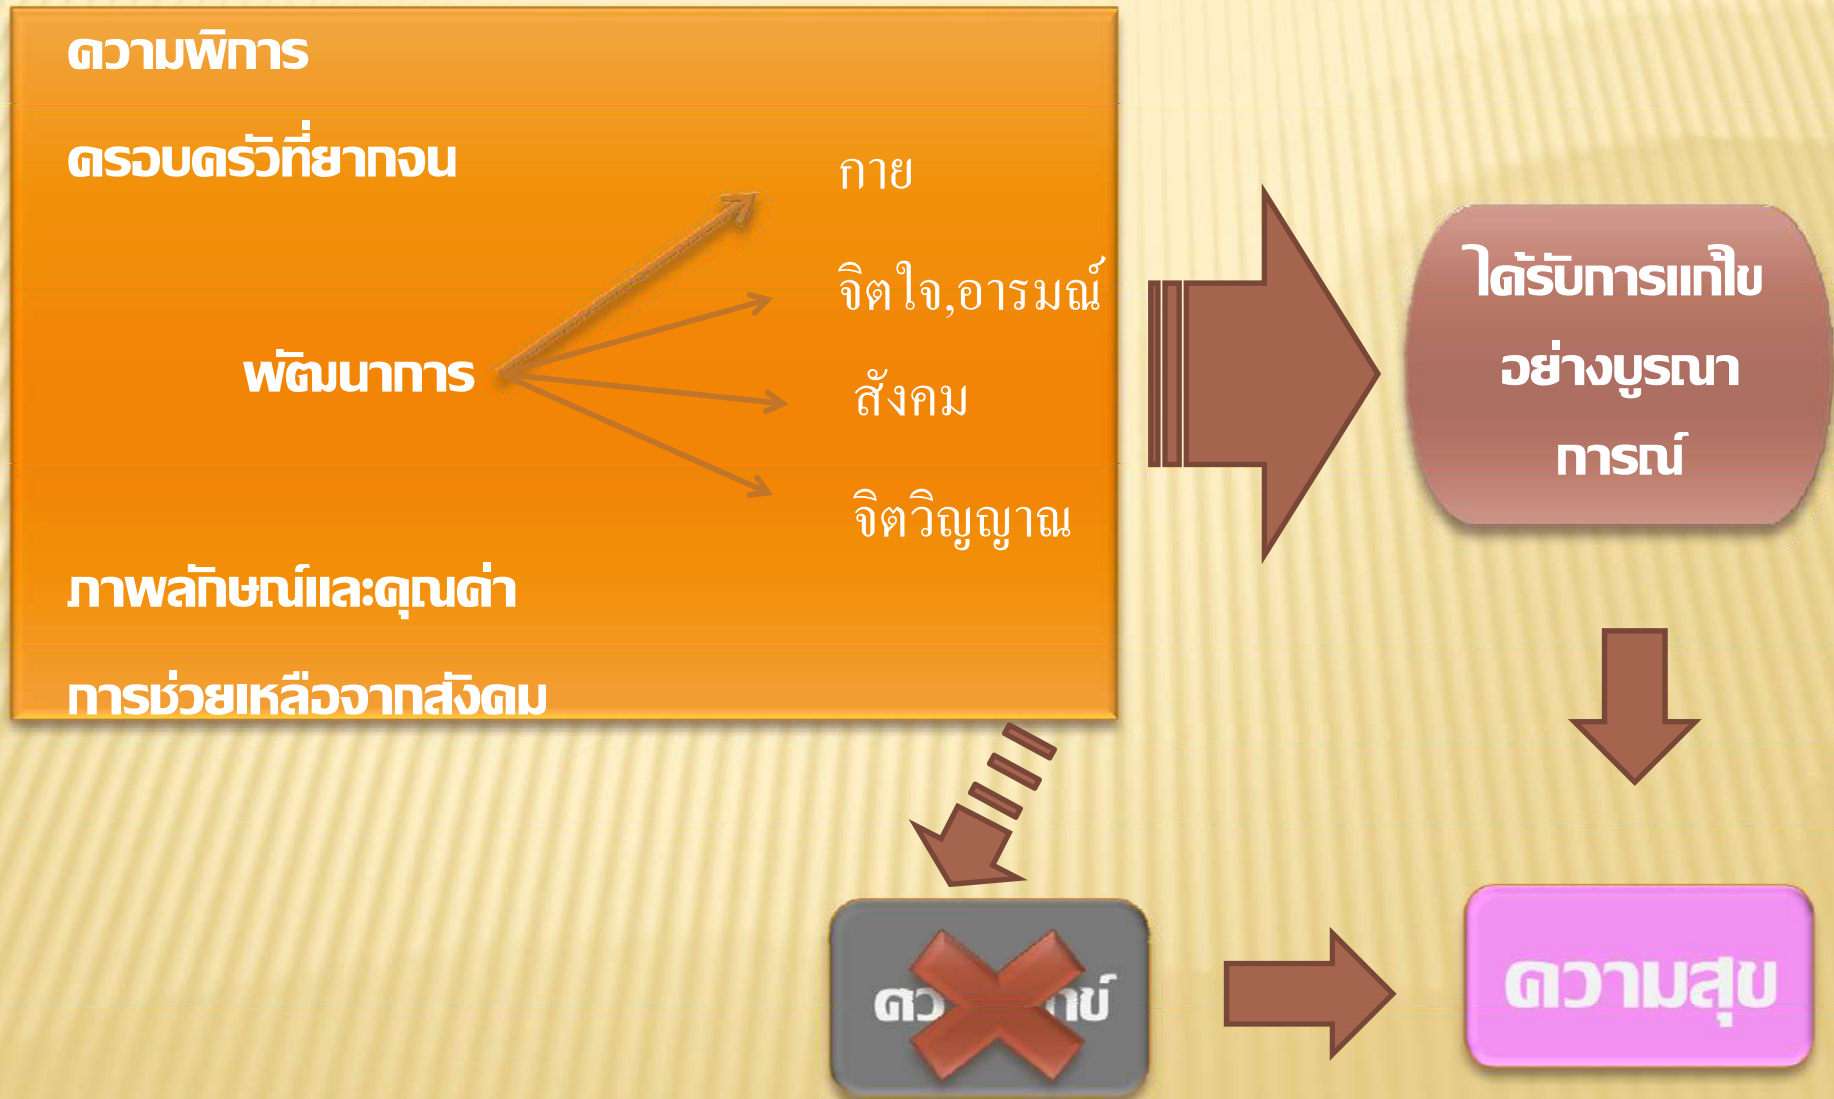 ความพิการ
ครอบครัวที่ยากจน
กาย
จิตใจ,อารมณ์
พัฒนาการ
สังคม
จิตวิญญาณ
ภาพลักษณ์และคุณค่า
การช่วยเหลือจากสังคม
ได้รับการแก้ไข
อย่างบูรณา
การณ์
ความสุข